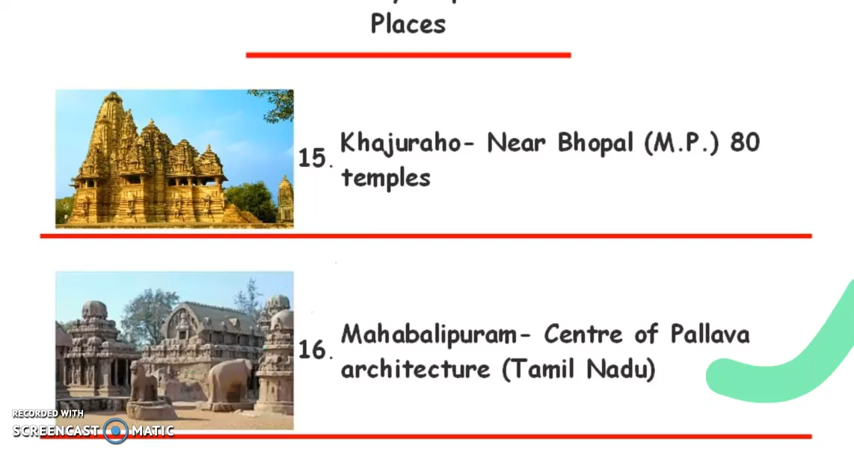 Places
15. Khajuraho- Near Bhopal (M.P.) 80
temples
16. Mahabalipuram- Centre of Pallava
architecture (Tamil Nadu)
RECORDED WITH
SCREENCAST MATIC